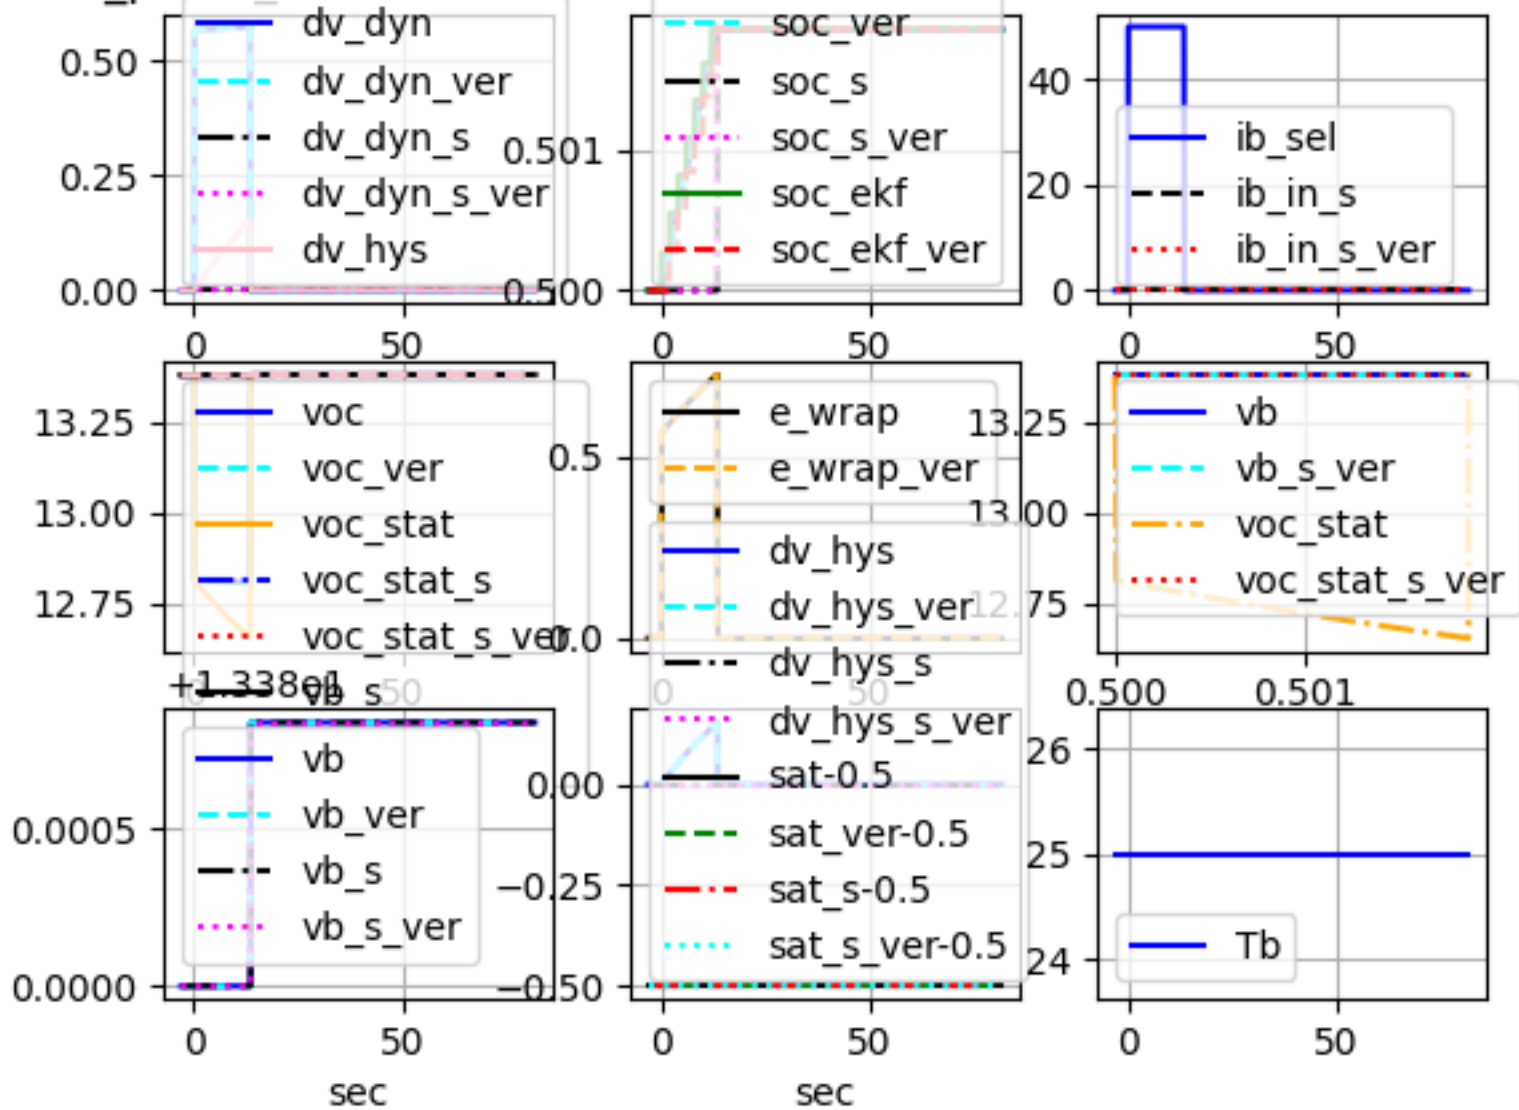 dv_dyn
dv_dyn_ver
dv_dyn_s
dv_dyn_s_ver
dv_hys
0.50
0.25
0.00
0
50
soc_ver
soc_s
soc_s_ver
soc_ekf
soc_ekf_ver
0.501
0.500
0
50
ib_sel
ib_in_s
ib_in_s_ver
40
20
0
0
50
voc
voc_ver
voc_stat
voc_stat_s
voc_stat_s_ver
vb_s
13.25
13.00
12.75
0
50
e_wrap
e_wrap_ver
0.5
0.0
0
50
dv_hys
dv_hys_ver
dv_hys_s
dv_hys_s_ver
vb
vb_s_ver
voc_stat
voc_stat_s_ver
13.25
13.00
12.75
0.500
0.501
+1.338e1
vb
vb_ver
vb_s
vb_s_ver
0.0005
0.0000
0
50
sec
sat-0.5
sat_ver-0.5
sat_s-0.5
sat_s_ver-0.5
0.00
−0.25
−0.50
0
50
sec
26
25
24
Tb
0
50